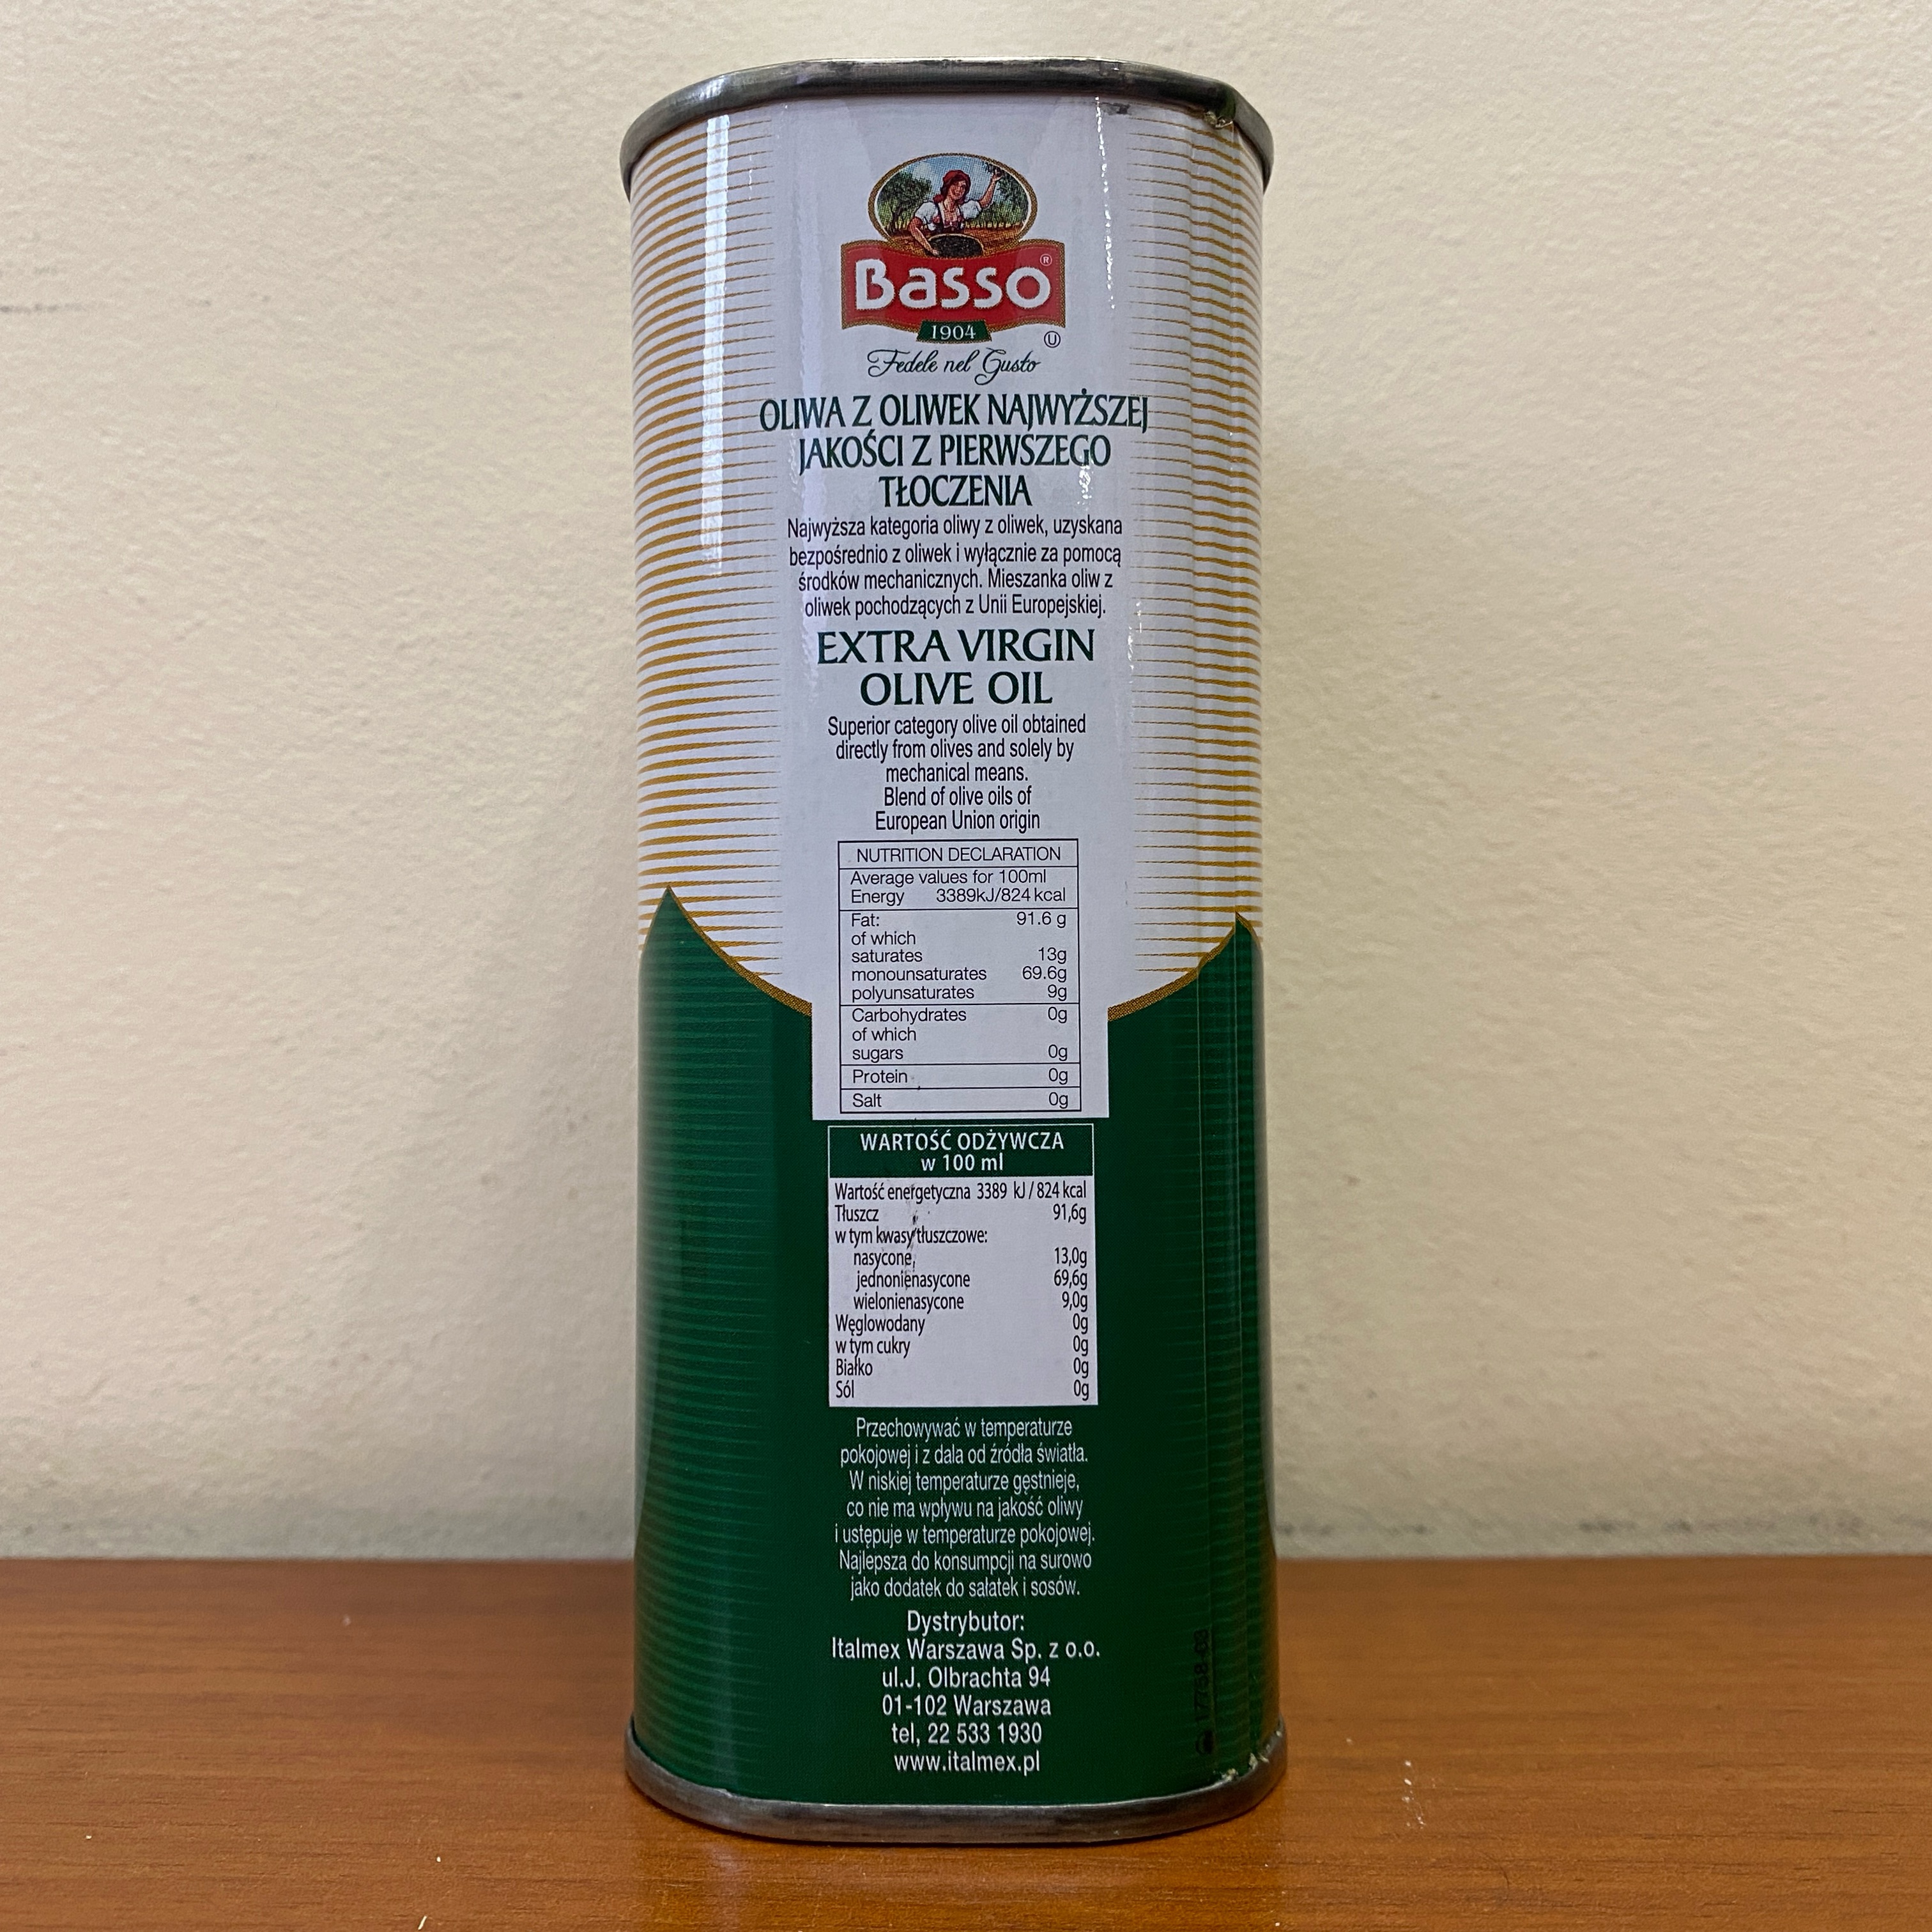 Basso®
1904
Ⓤ
Fedele nel Gusto
OLIWA Z OLIWEK NAJWYŻSZEJ
JAKOŚCI Z PIERWSZEGO
TŁOCZENIA
Najwyższa kategoria oliwy z oliwek, uzyskana
bezpośrednio z oliwek i wyłącznie za pomocą
środków mechanicznych. Mieszanka oliw z
oliwek pochodzących z Unii Europejskiej.
EXTRA VIRGIN
OLIVE OIL
Superior category olive oil obtained
directly from olives and solely by
mechanical means.
Blend of olive oils of
European Union origin
NUTRITION DECLARATION
Average values for 100ml
Energy 3389kJ/824 kcal
Fat: 91.6 g
of which
saturates 13g
monounsaturates 69.6g
polyunsaturates 9g
Carbohydrates 0g
of which
sugars 0g
Protein 0g
Salt 0g
WARTOŚĆ ODŻYWCZA
w 100 ml
Wartość energetyczna 3389 kJ / 824 kcal
Tłuszcz 91,6g
w tym kwasy tłuszczowe:
nasycone 13,0g
jednonienasycone 69,6g
wielonienasycone 9,0g
Węglowodany 0g
w tym cukry 0g
Białko 0g
Sól 0g
Przechowywać w temperaturze
pokojowej i z dala od źródła światła.
W niskiej temperaturze gęstnieje,
co nie ma wpływu na jakość oliwy
i ustępuje w temperaturze pokojowej.
Najlepsza do konsumpcji na surowo
jako dodatek do sałatek i sosów.
Dystrybutor:
Italmex Warszawa Sp. z o.o.
ul.J. Olbrachta 94
01-102 Warszawa
tel, 22 533 1930
www.italmex.pl